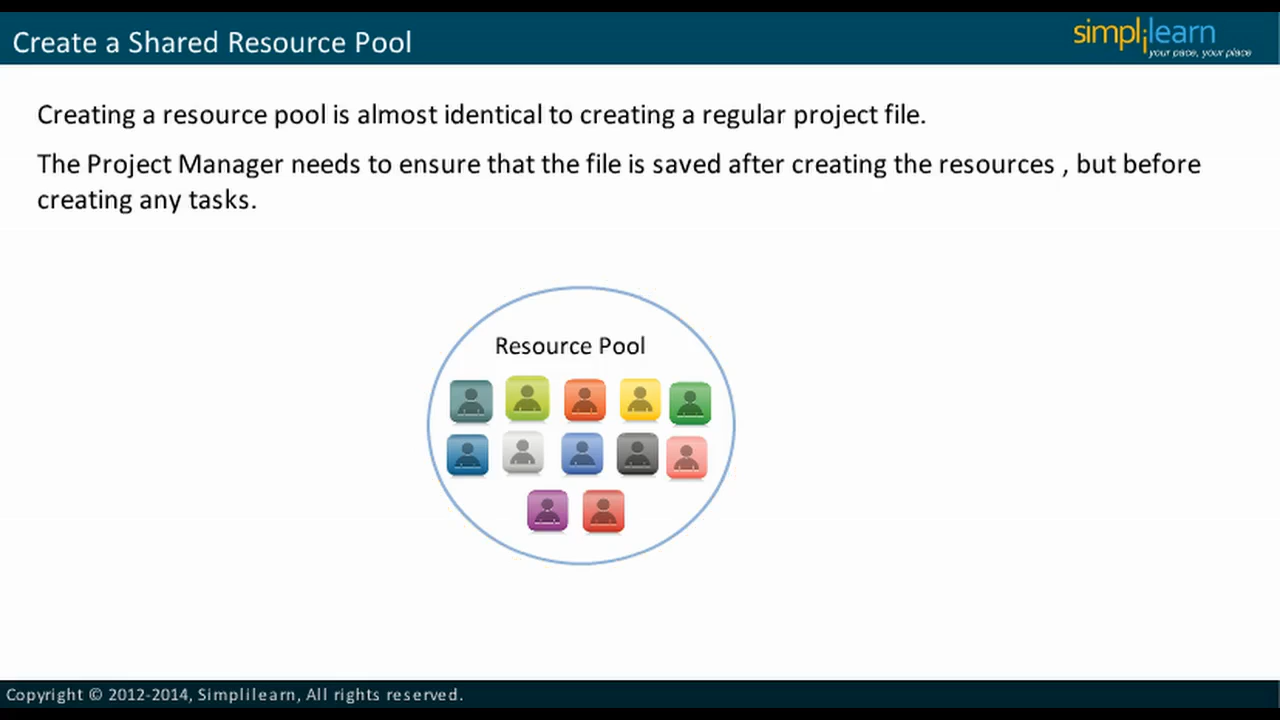 Create a Shared Resource Pool
simplilearn
your pace, your place
Creating a resource pool is almost identical to creating a regular project file.
The Project Manager needs to ensure that the file is saved after creating the resources , but before
creating any tasks.
Resource Pool
Copyright © 2012-2014, Simplilearn, All rights reserved.